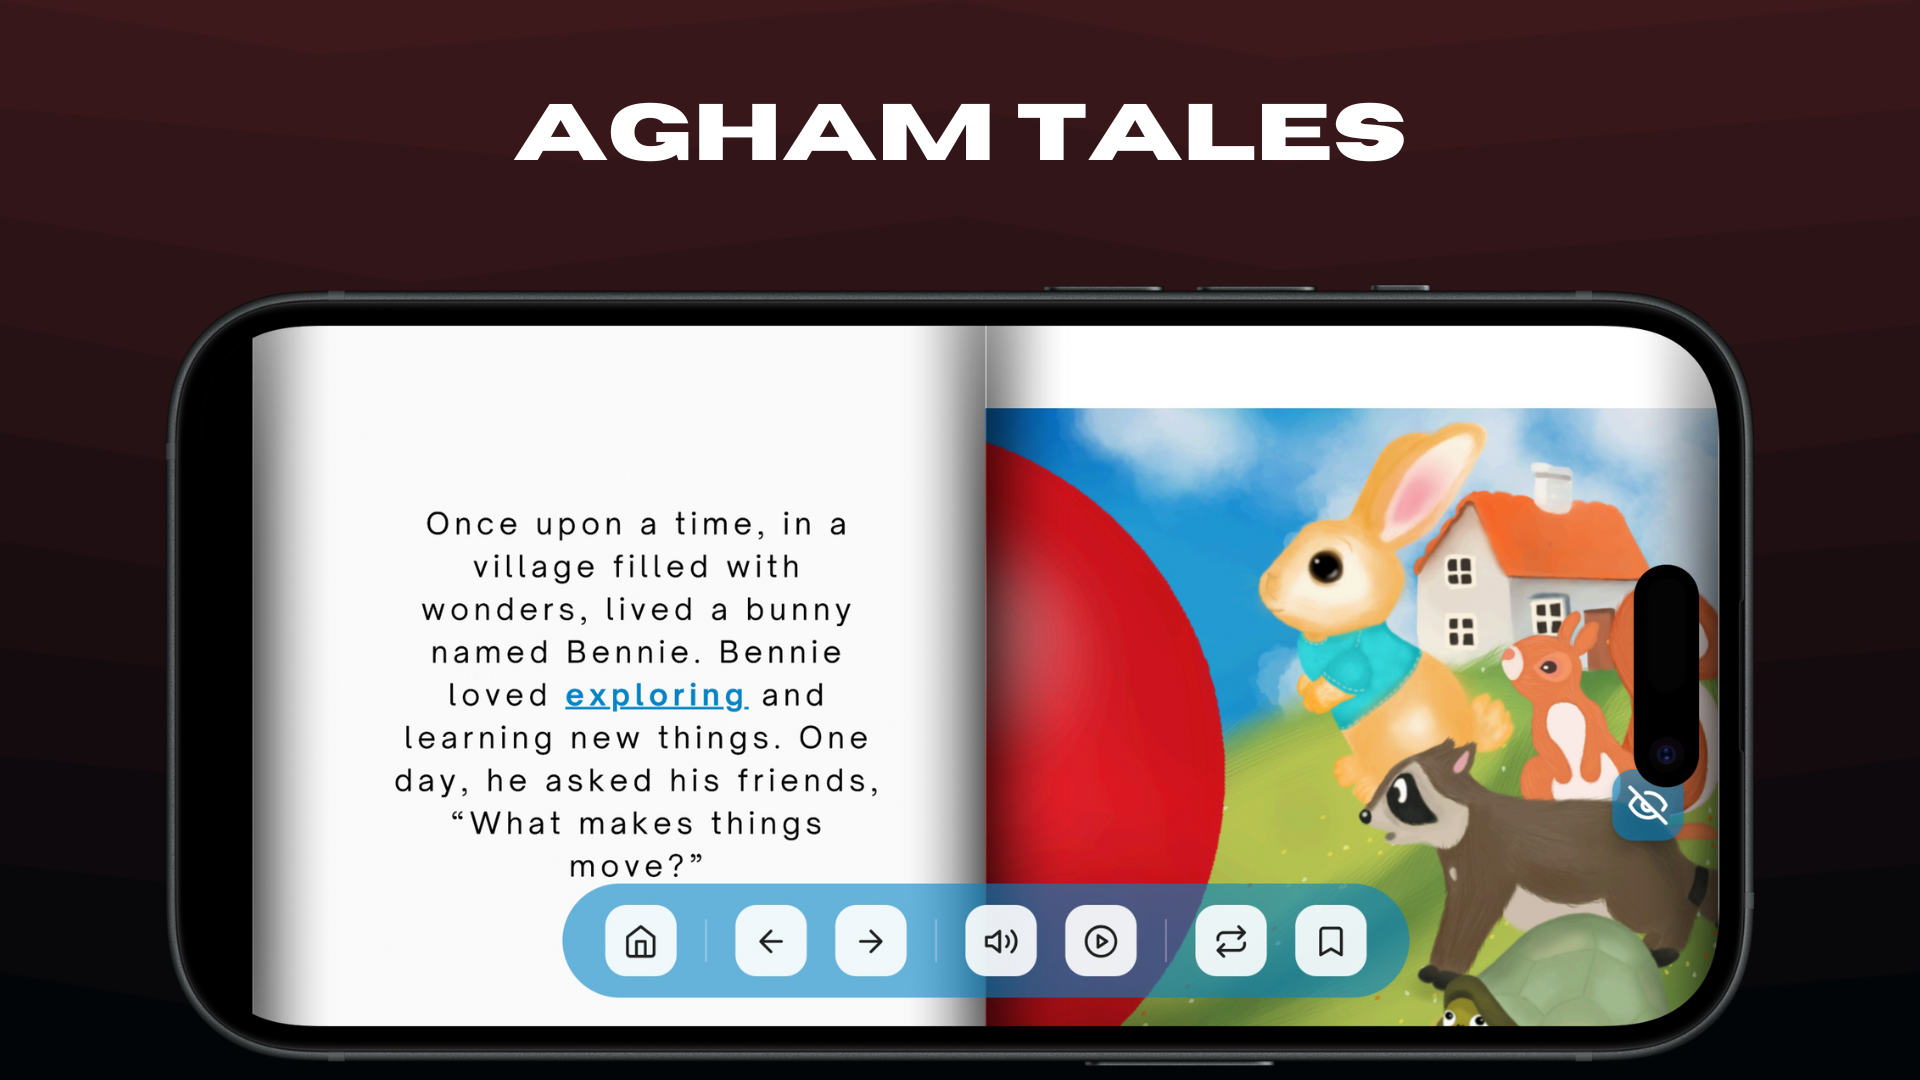 AGHAM TALES
Once upon a time, in a
village filled with
wonders, lived a bunny
named Bennie. Bennie
loved exploring and
learning new things. One
day, he asked his friends,
“What makes things
move?”